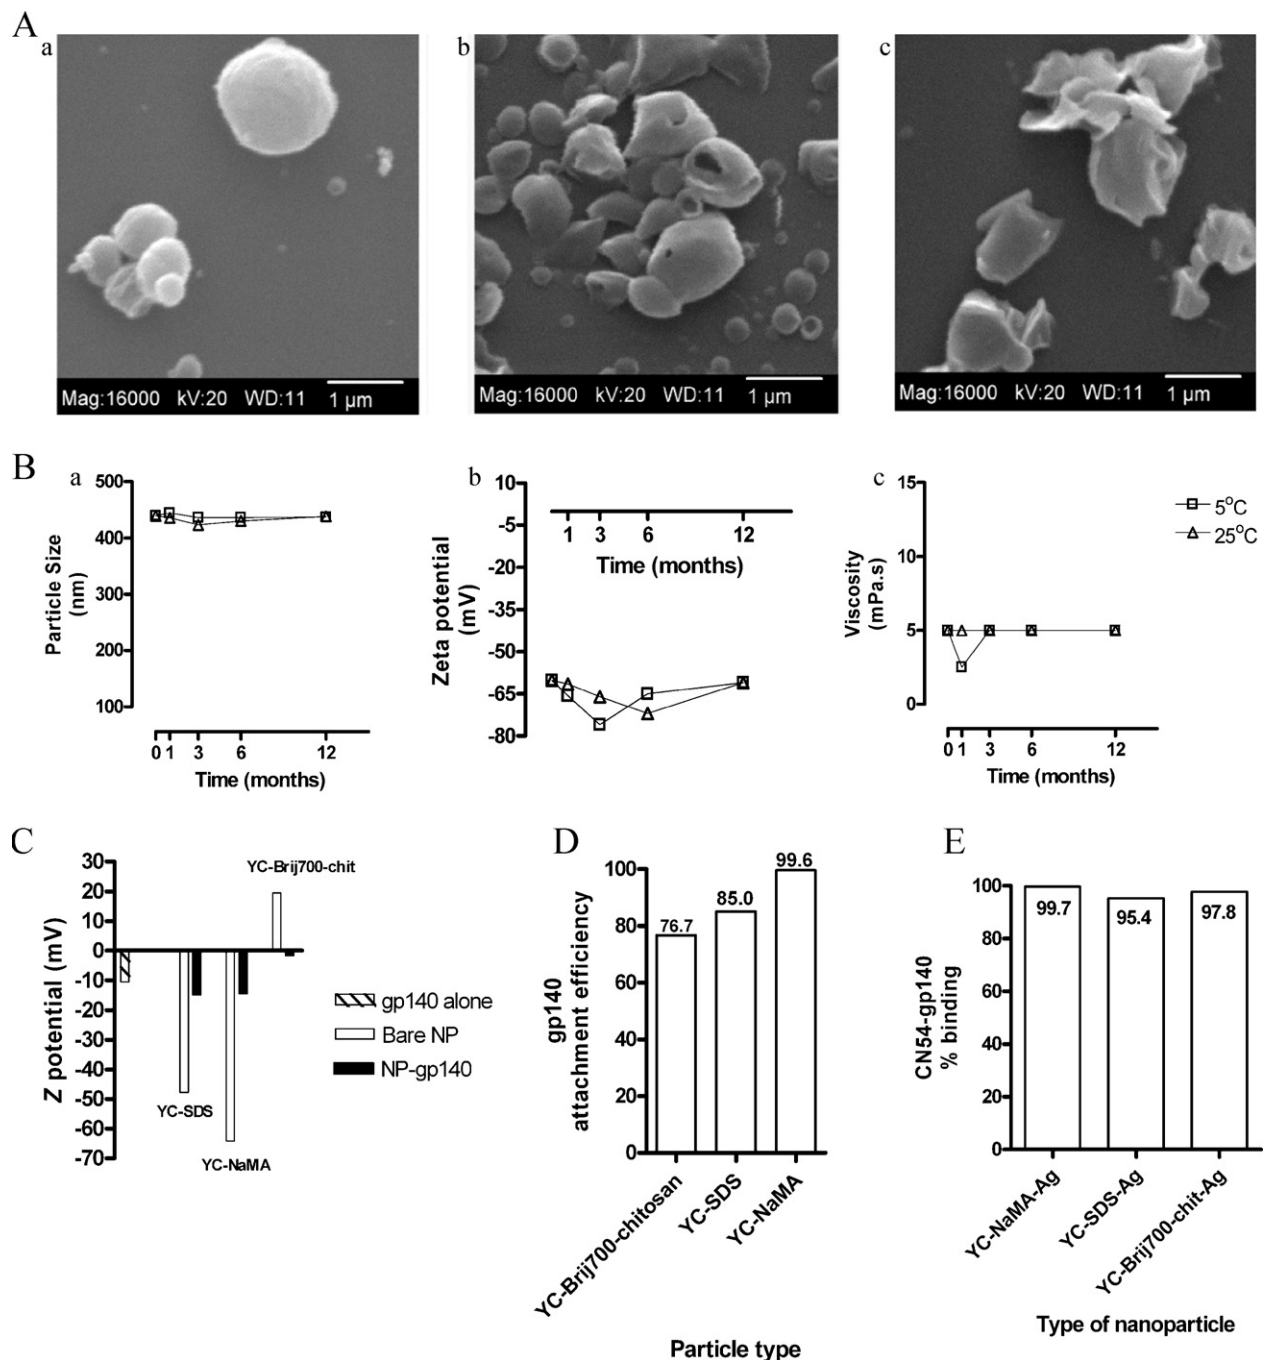 A
a
b
c
Mag:16000 kV:20 WD:11 1 µm
Mag:16000 kV:20 WD:11 1 µm
Mag:16000 kV:20 WD:11 1 µm
B
a
500
400
300
200
100
Particle Size
(nm)
0 1 3 6 12
Time (months)
b
10
-5
-20
-35
-50
-65
-80
Zeta potential
(mV)
1 3 6 12
Time (months)
c
15
10
5
0
Viscosity
(mPa.s)
0 1 3 6 12
Time (months)
5°C
25°C
C
30
20
10
0
-10
-20
-30
-40
-50
-60
-70
Z potential (mV)
YC-Brij700-chit
YC-SDS
YC-NaMA
gp140 alone
Bare NP
NP-gp140
D
100
80
60
40
20
0
gp140
attachment efficiency
76.7
85.0
99.6
YC-Brij700-chitosan
YC-SDS
YC-NaMA
Particle type
E
100
80
60
40
20
0
CN54-gp140
% binding
99.7
95.4
97.8
YC-NaMA-Ag
YC-SDS-Ag
YC-Brij700-chit-Ag
Type of nanoparticle